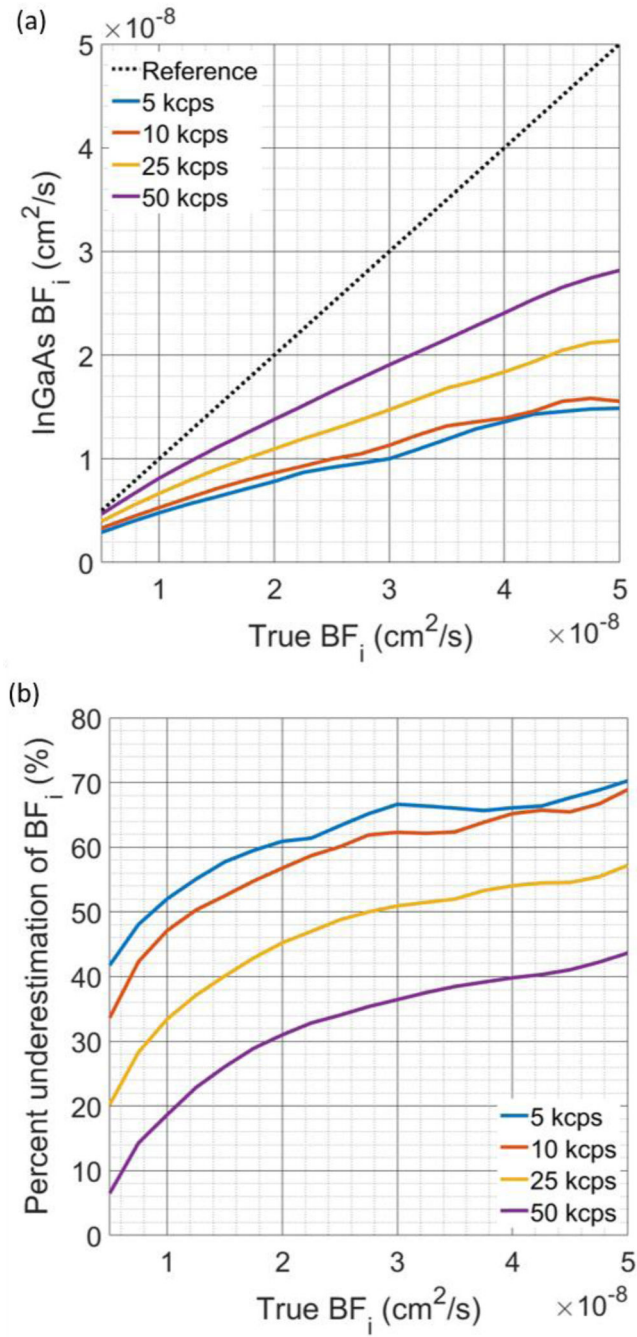 (a)
×10⁻⁸
5
4
3
2
1
0
InGaAs BFᵢ (cm²/s)
Reference
5 kcps
10 kcps
25 kcps
50 kcps
1 2 3 4 5
True BFᵢ (cm²/s) ×10⁻⁸
(b)
80
70
60
50
40
30
20
10
0
Percent underestimation of BFᵢ (%)
5 kcps
10 kcps
25 kcps
50 kcps
1 2 3 4 5
True BFᵢ (cm²/s) ×10⁻⁸